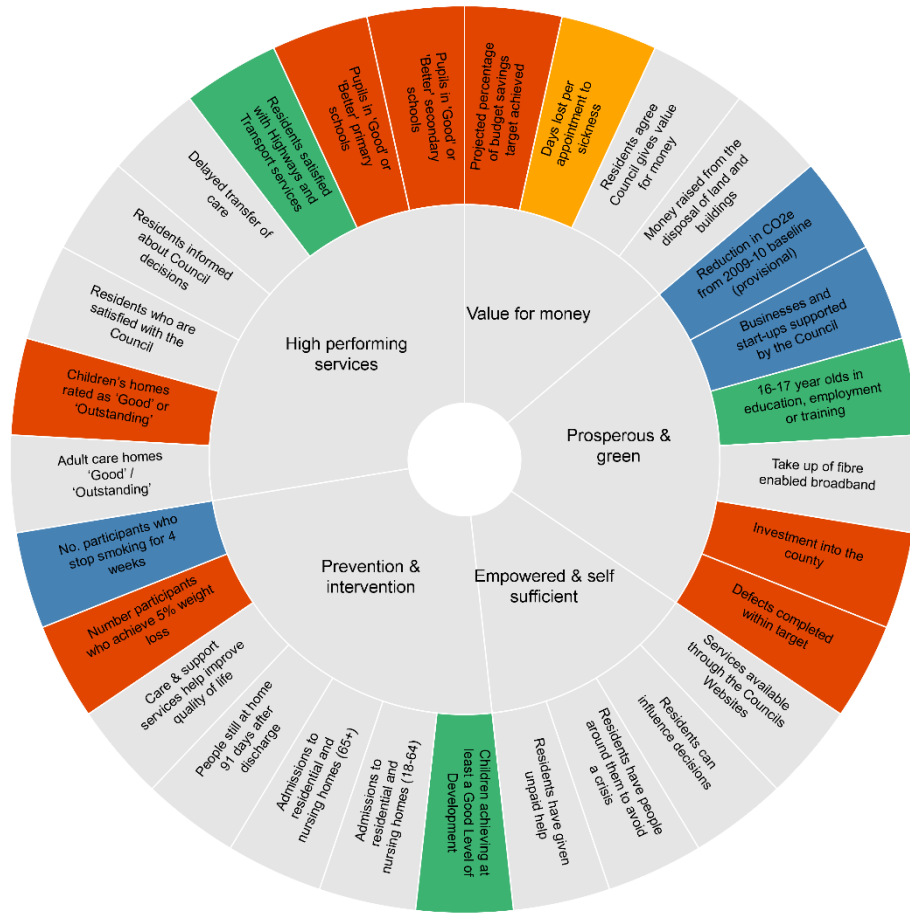 Value for money
Projected percentage
of budget savings
target achieved
Days lost per
appointment to
sickness
Residents agree
Council gives value
for money
Money raised from the
disposal of land and
buildings
Prosperous &
green
Reduction in CO2e
from 2009-10 baseline
(provisional)
Businesses and
start-ups supported
by the Council
16-17 year olds in
education, employment
or training
Take up of fibre
enabled broadband
Investment into the
county
Defects completed
within target
Empowered & self
sufficient
Services available
through the Councils
Websites
Residents can
influence decisions
Residents have people
around them to avoid
a crisis
Residents have given
unpaid help
Prevention &
intervention
Children achieving at
least a Good Level of
Development
Admissions to
residential and
nursing homes (18-64)
Admissions to
residential and
nursing homes (65+)
People still at home
91 days after
discharge
Care & support
services help improve
quality of life
Number participants
who achieve 5% weight
loss
No. participants who
stop smoking for 4
weeks
High performing
services
Adult care homes
‘Good’ /
‘Outstanding’
Children’s homes
rated as ‘Good’ or
‘Outstanding’
Residents who are
satisfied with the
Council
Residents informed
about Council
decisions
Delayed transfer of
care
Residents satisfied
with Highways and
Transport services
Pupils in 'Good' or
'Better' primary
schools
Pupils in 'Good' or
'Better' secondary
schools